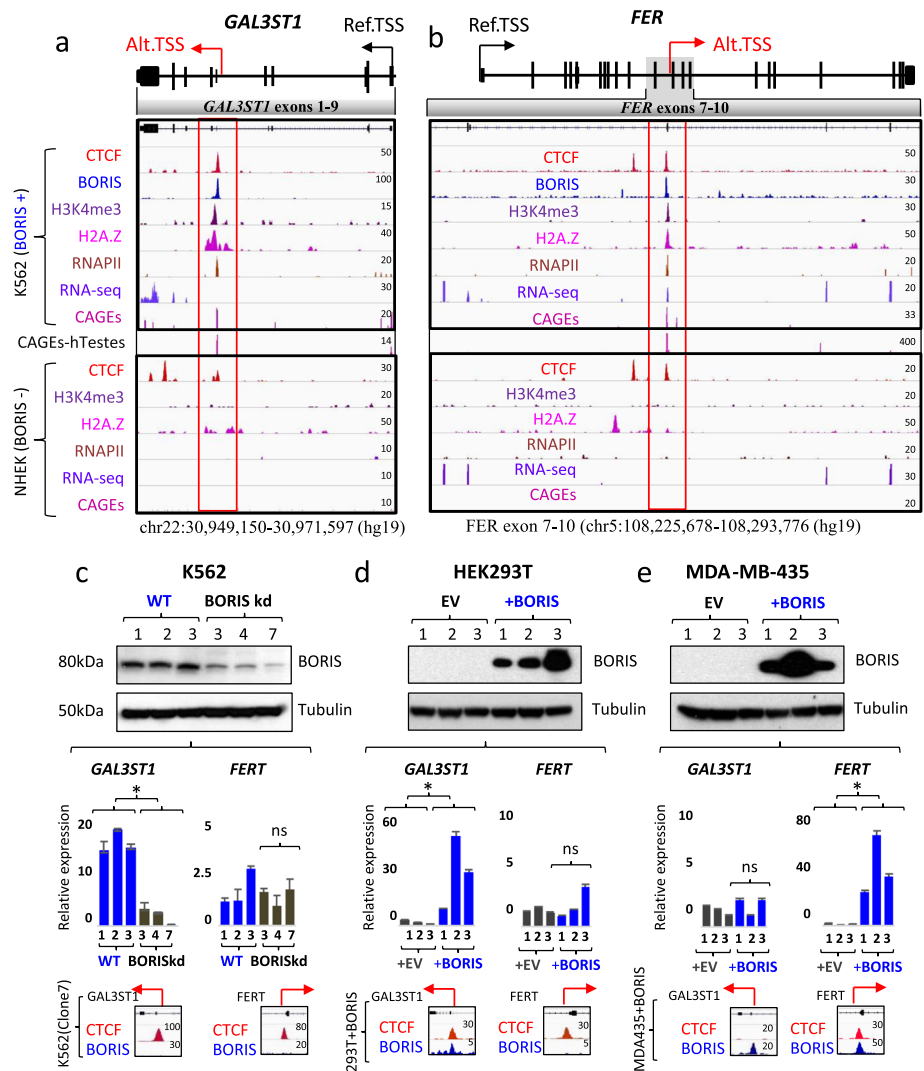 a
GAL3ST1
Alt.TSS
Ref.TSS
GAL3ST1 exons 1-9
K562 (BORIS +)
CTCF 50
BORIS 100
H3K4me3 15
H2A.Z 40
RNAPII 20
RNA-seq 30
CAGEs 20
CAGEs-hTestes 14
NHEK (BORIS -)
CTCF 30
H3K4me3 20
H2A.Z 50
RNAPII 20
RNA-seq 10
CAGEs 10
chr22:30,949,150-30,971,597 (hg19)
b
FER
Ref.TSS
Alt.TSS
FER exons 7-10
CTCF 50
BORIS 30
H3K4me3 30
H2A.Z 50
RNAPII 20
RNA-seq 20
CAGEs 33
400
CTCF 20
H3K4me3 20
H2A.Z 50
RNAPII 20
RNA-seq 30
CAGEs 20
FER exon 7-10 (chr5:108,225,678-108,293,776 (hg19)
c
K562
WT BORIS kd
1 2 3 3 4 7
80kDa BORIS
50kDa Tubulin
GAL3ST1 FERT
* ns
Relative expression
20 10 0
5 2.5 0
1 2 3 3 4 7
WT BORISkd
1 2 3 3 4 7
WT BORISkd
K562(Clone7)
GAL3ST1 FERT
CTCF 100 80
BORIS 30 30
d
HEK293T
EV +BORIS
1 2 3 1 2 3
BORIS
Tubulin
GAL3ST1 FERT
* ns
Relative expression
60 30 0
10 5 0
1 2 3 1 2 3
+EV +BORIS
1 2 3 1 2 3
+EV +BORIS
293T+BORIS
GAL3ST1 FERT
CTCF 30 30
BORIS 5 5
e
MDA-MB-435
EV +BORIS
1 2 3 1 2 3
BORIS
Tubulin
GAL3ST1 FERT
ns *
Relative expression
10 5 0
80 40 0
1 2 3 1 2 3
+EV +BORIS
1 2 3 1 2 3
+EV +BORIS
MDA435+BORIS
GAL3ST1 FERT
CTCF 20 30
BORIS 20 50